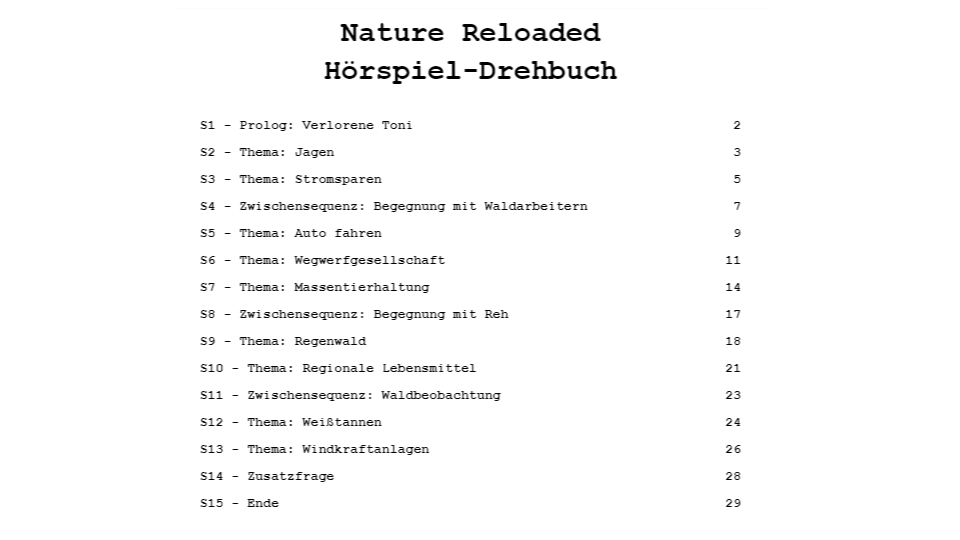 Nature Reloaded
Hörspiel-Drehbuch
S1 - Prolog: Verlorene Toni 2
S2 - Thema: Jagen 3
S3 - Thema: Stromsparen 5
S4 - Zwischensequenz: Begegnung mit Waldarbeitern 7
S5 - Thema: Auto fahren 9
S6 - Thema: Wegwerfgesellschaft 11
S7 - Thema: Massentierhaltung 14
S8 - Zwischensequenz: Begegnung mit Reh 17
S9 - Thema: Regenwald 18
S10 - Thema: Regionale Lebensmittel 21
S11 - Zwischensequenz: Waldbeobachtung 23
S12 - Thema: Weißtannen 24
S13 - Thema: Windkraftanlagen 26
S14 - Zusatzfrage 28
S15 - Ende 29